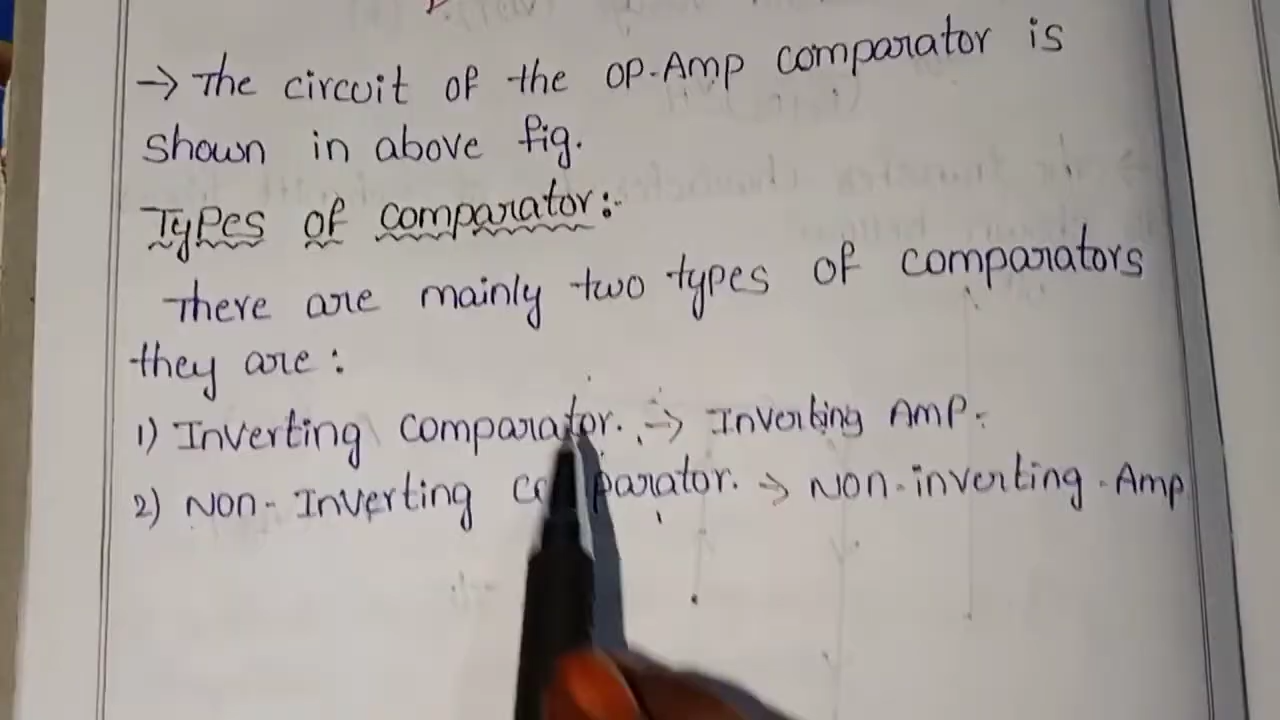 → The circuit of the OP-Amp comparator is
shown in above fig.
Types of comparator:-
There are mainly two types of comparators
they are:
1) Inverting comparator. → Inverting AMP.
2) Non-Inverting comparator. → Non-inverting-Amp